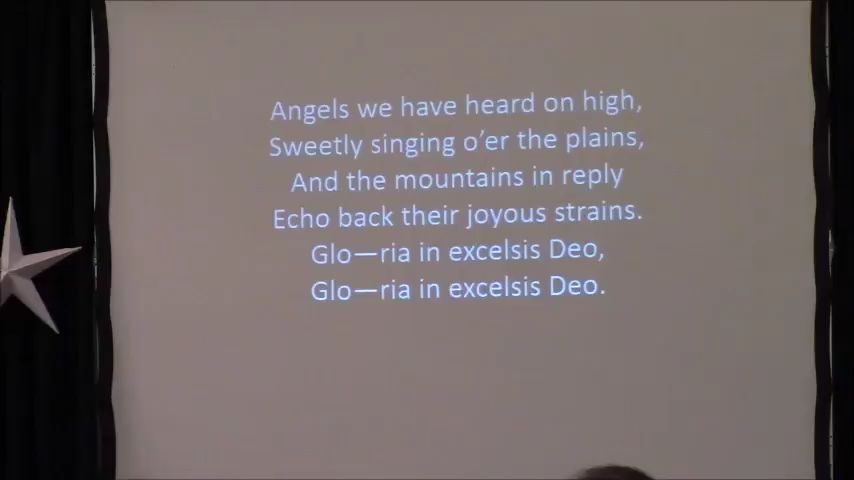 Angels we have heard on high,
Sweetly singing o’er the plains,
And the mountains in reply
Echo back their joyous strains.
Glo—ria in excelsis Deo,
Glo—ria in excelsis Deo.